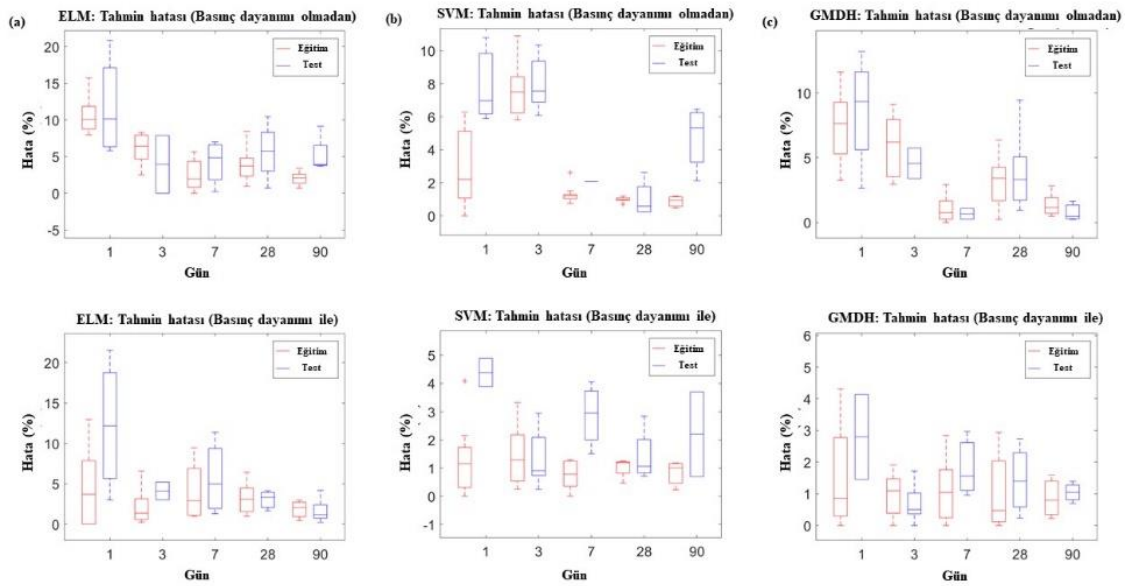 (a)
ELM: Tahmin hatası (Basınç dayanımı olmadan)
Eğitim
Test
20
15
10
5
0
-5
Hata (%)
1 3 7 28 90
Gün
(b)
SVM: Tahmin hatası (Basınç dayanımı olmadan)
Eğitim
Test
10
8
6
4
2
0
Hata (%)
1 3 7 28 90
Gün
(c)
GMDH: Tahmin hatası (Basınç dayanımı olmadan)
Eğitim
Test
10
5
0
Hata (%)
1 3 7 28 90
Gün
ELM: Tahmin hatası (Basınç dayanımı ile)
Eğitim
Test
20
15
10
5
0
Hata (%)
1 3 7 28 90
Gün
SVM: Tahmin hatası (Basınç dayanımı ile)
Eğitim
Test
5
4
3
2
1
0
-1
Hata (%)
1 3 7 28 90
Gün
GMDH: Tahmin hatası (Basınç dayanımı ile)
Eğitim
Test
6
5
4
3
2
1
0
Hata (%)
1 3 7 28 90
Gün